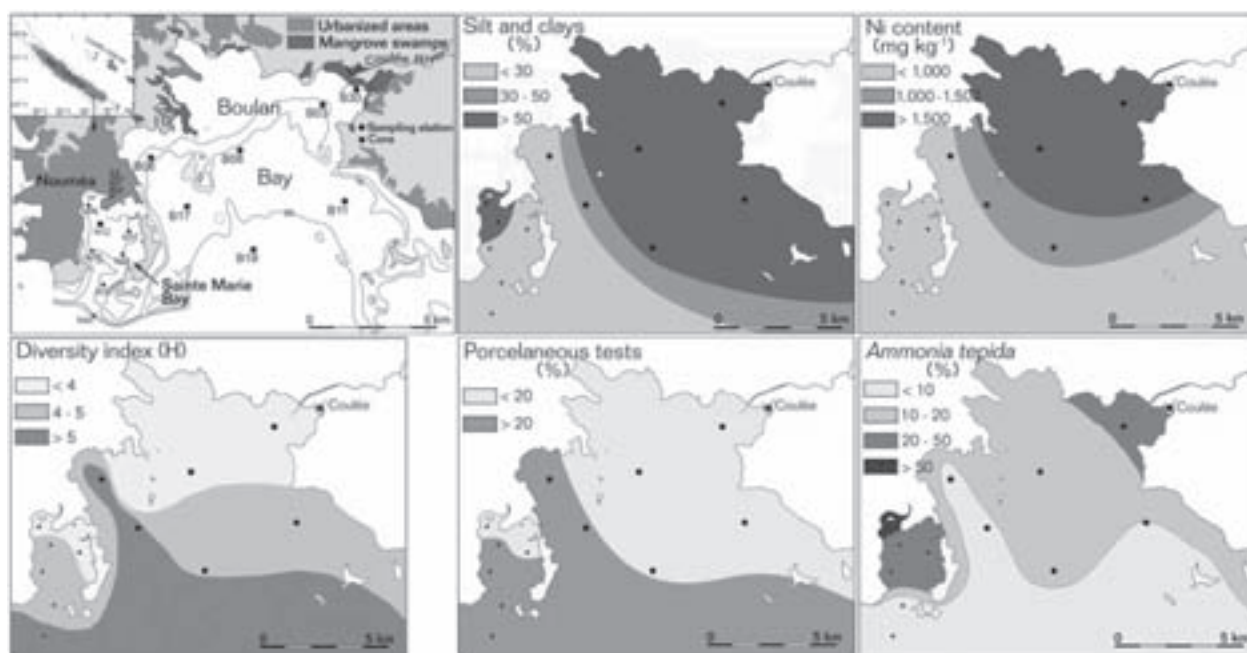 Urbanized areas
Mangrove swamps
Boulari
Bay
Sampling station
Core
Nouméa
B17
B11
Sainte Marie
Bay
0 5 km
Silt and clays
(%)
< 30
30 - 50
> 50
Coulée
0 5 km
Ni content
(mg kg-1)
< 1.000
1.000-1.500
> 1.500
Coulée
0 5 km
Diversity index (H)
< 4
4 - 5
> 5
Coulée
0 5 km
Porcelaneous tests
(%)
< 20
> 20
Coulée
0 5 km
Ammonia tepida
(%)
< 10
10 - 20
20 - 50
> 50
Coulée
0 5 km